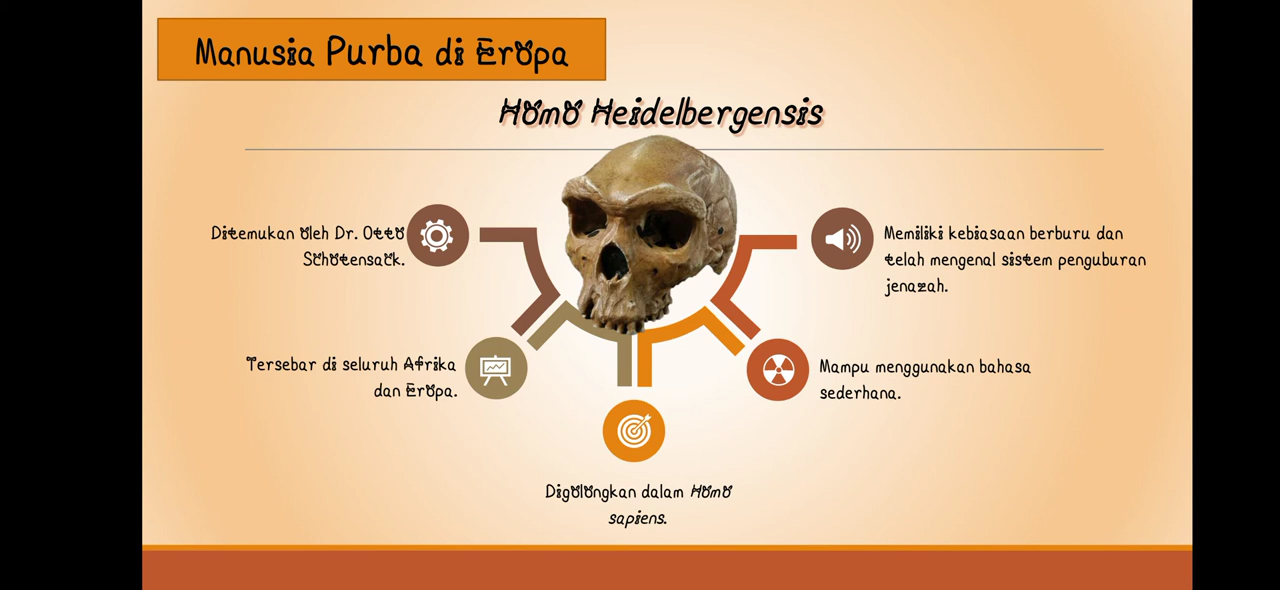 Manusia Purba di Eropa
Homo Heidelbergensis
Ditemukan oleh Dr. Otto
Schotensack.
Tersebar di seluruh Afrika
dan Eropa.
Digolongkan dalam Homo
sapiens.
Mampu menggunakan bahasa
sederhana.
Memiliki kebiasaan berburu dan
telah mengenal sistem penguburan
jenazah.